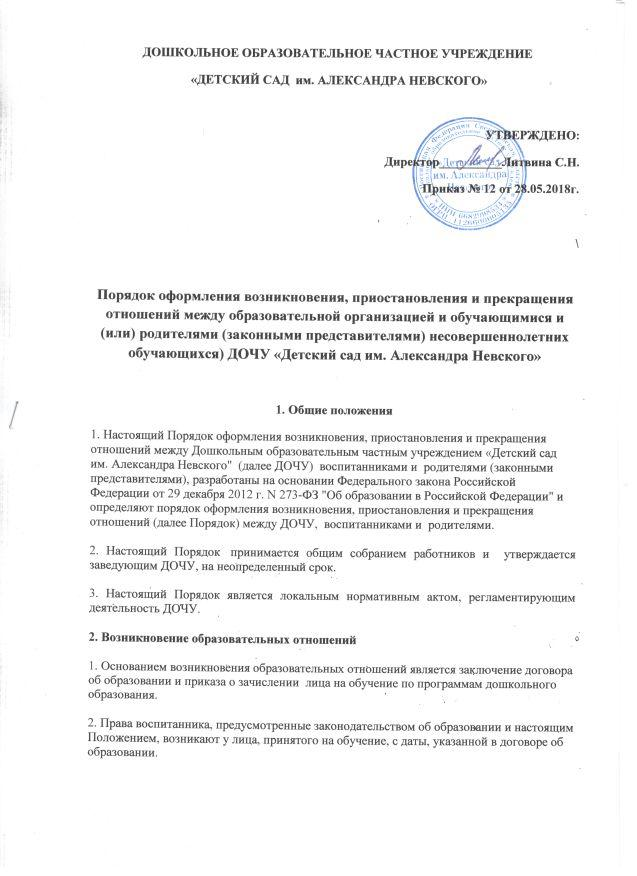 ДОШКОЛЬНОЕ ОБРАЗОВАТЕЛЬНОЕ ЧАСТНОЕ УЧРЕЖДЕНИЕ
«ДЕТСКИЙ САД им. АЛЕКСАНДРА НЕВСКОГО»
УТВЕРЖДЕНО:
Директор Литвина С.Н.
Приказ № 12 от 28.05.2018г.
им. Александра
Порядок оформления возникновения, приостановления и прекращения
отношений между образовательной организацией и обучающимися и
(или) родителями (законными представителями) несовершеннолетних
обучающихся) ДОЧУ «Детский сад им. Александра Невского»
1. Общие положения
1. Настоящий Порядок оформления возникновения, приостановления и прекращения
отношений между Дошкольным образовательным частным учреждением «Детский сад
им. Александра Невского" (далее ДОЧУ) воспитанниками и родителями (законными
представителями), разработаны на основании Федерального закона Российской
Федерации от 29 декабря 2012 г. N 273-ФЗ "Об образовании в Российской Федерации" и
определяют порядок оформления возникновения, приостановления и прекращения
отношений (далее Порядок) между ДОЧУ, воспитанниками и родителями.
2. Настоящий Порядок принимается общим собранием работников и утверждается
заведующим ДОЧУ, на неопределенный срок.
3. Настоящий Порядок является локальным нормативным актом, регламентирующим
деятельность ДОЧУ.
2. Возникновение образовательных отношений
1. Основанием возникновения образовательных отношений является заключение договора
об образовании и приказа о зачислении лица на обучение по программам дошкольного
образования.
2. Права воспитанника, предусмотренные законодательством об образовании и настоящим
Положением, возникают у лица, принятого на обучение, с даты, указанной в договоре об
образовании.